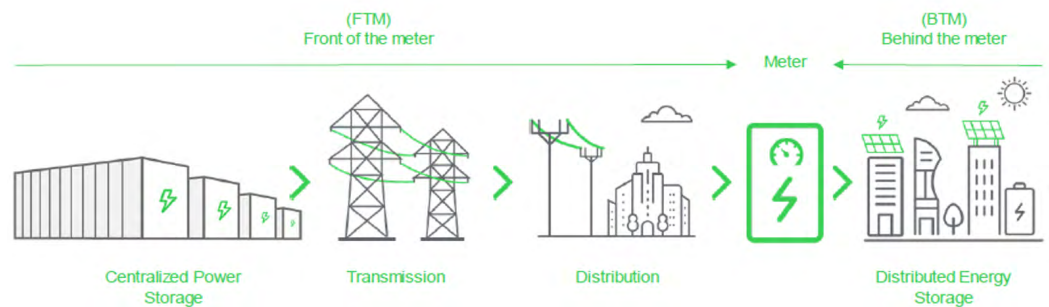 (FTM)
Front of the meter
(BTM)
Behind the meter
Meter
Centralized Power
Storage
Transmission
Distribution
Distributed Energy
Storage